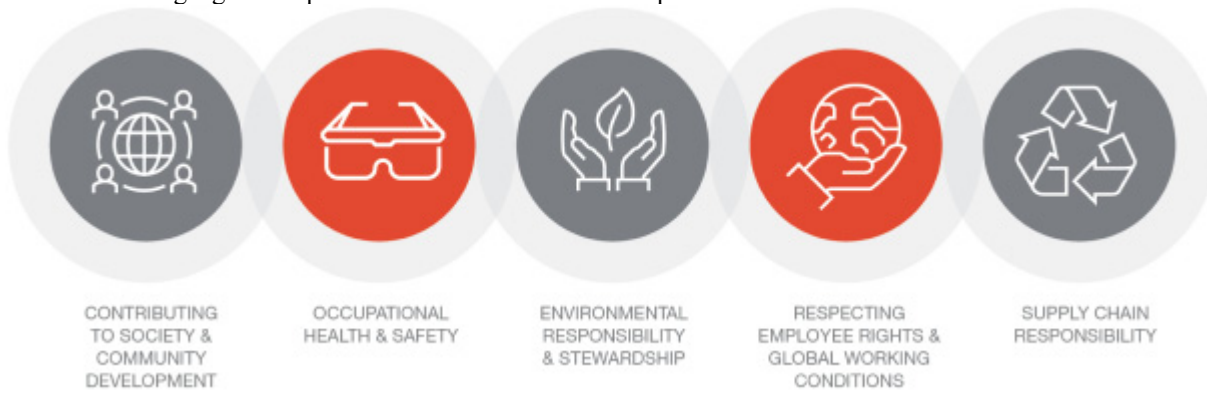 CONTRIBUTING
TO SOCIETY &
COMMUNITY
DEVELOPMENT
OCCUPATIONAL
HEALTH & SAFETY
ENVIRONMENTAL
RESPONSIBILITY
& STEWARDSHIP
RESPECTING
EMPLOYEE RIGHTS &
GLOBAL WORKING
CONDITIONS
SUPPLY CHAIN
RESPONSIBILITY